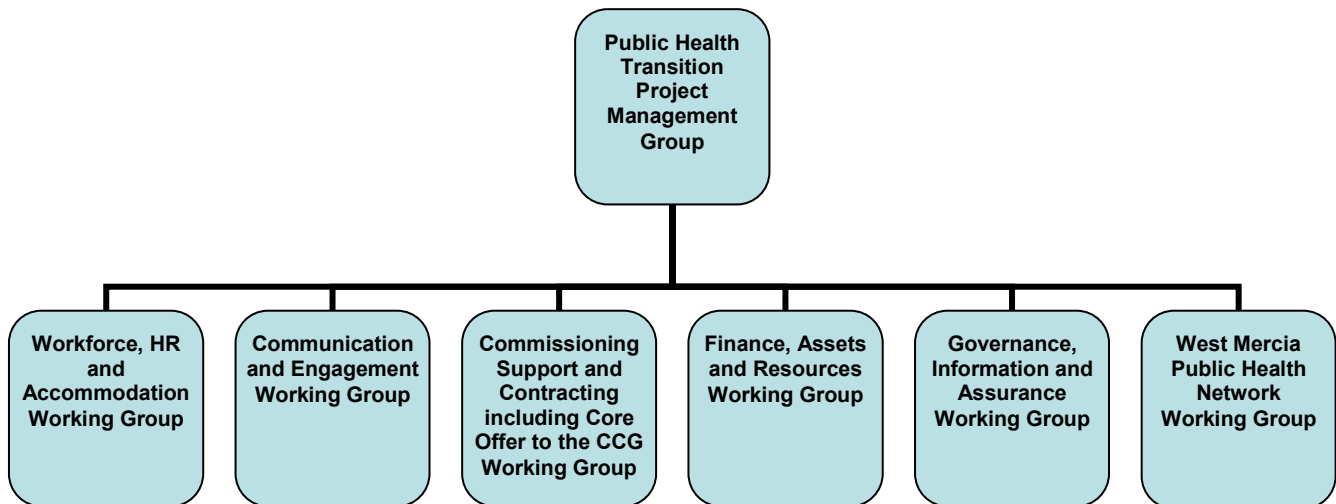 Public Health
Transition
Project
Management
Group
Workforce, HR
and
Accommodation
Working Group
Communication
and Engagement
Working Group
Commissioning
Support and
Contracting
including Core
Offer to the CCG
Working Group
Finance, Assets
and Resources
Working Group
Governance,
Information and
Assurance
Working Group
West Mercia
Public Health
Network
Working Group